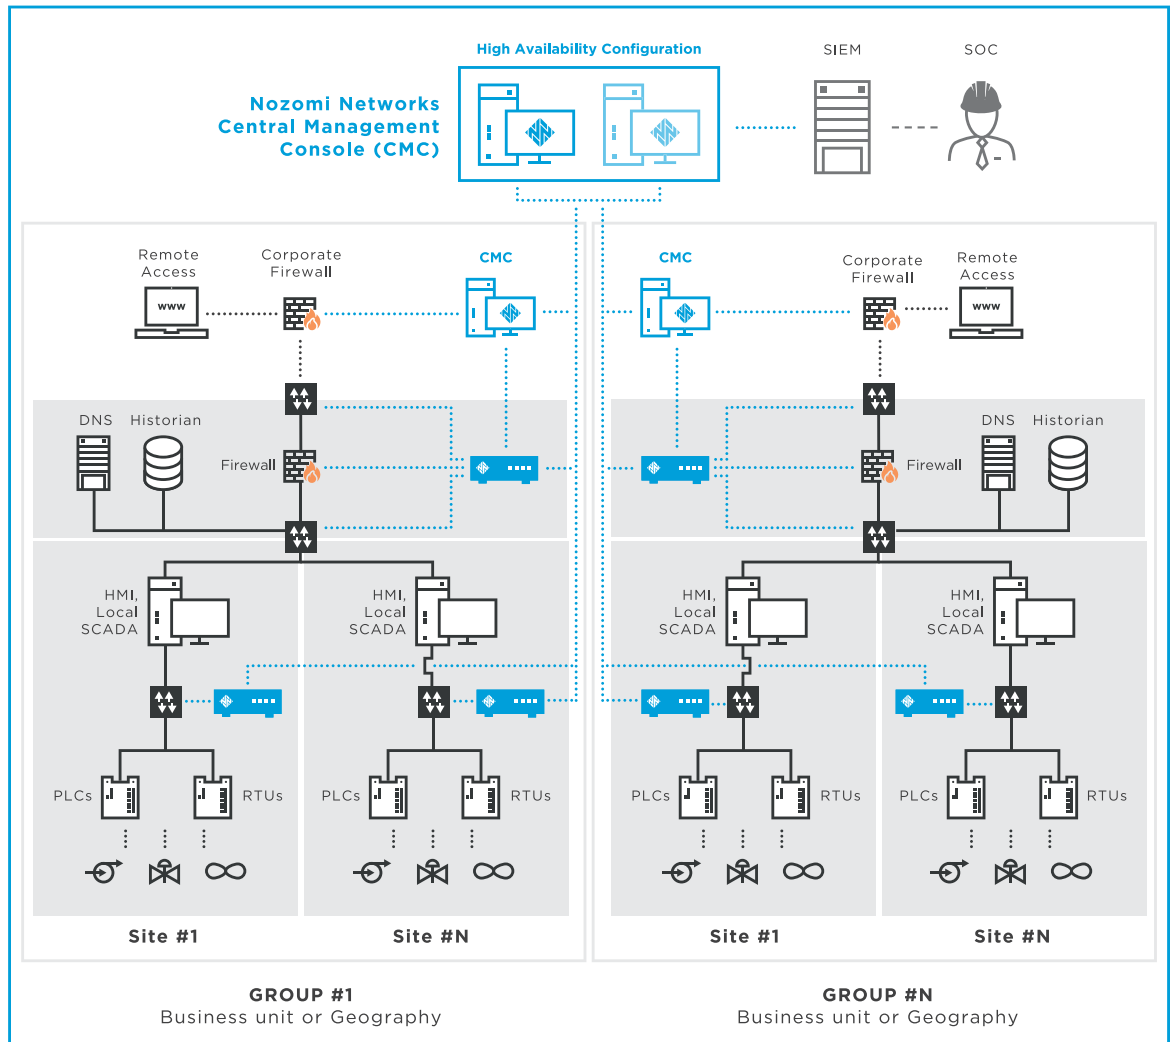 High Availability Configuration
SIEM
SOC
Nozomi Networks
Central Management
Console (CMC)
Remote
Access
www
Corporate
Firewall
CMC
CMC
Corporate
Firewall
Remote
Access
www
DNS
Historian
Firewall
Firewall
DNS
Historian
HMI,
Local
SCADA
HMI,
Local
SCADA
HMI,
Local
SCADA
HMI,
Local
SCADA
PLCs
RTUs
PLCs
RTUs
PLCs
RTUs
PLCs
RTUs
Site #1
Site #N
Site #1
Site #N
GROUP #1
Business unit or Geography
GROUP #N
Business unit or Geography